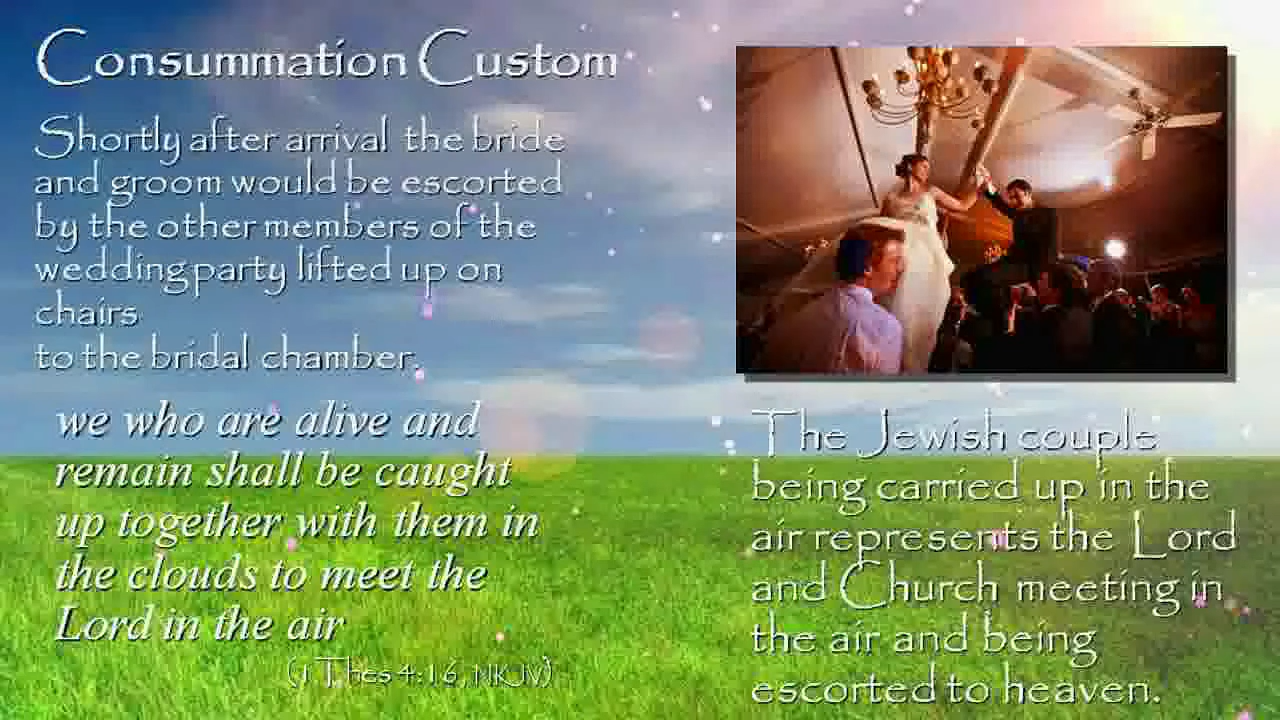 Consummation Custom
Shortly after arrival the bride
and groom would be escorted
by the other members of the
wedding party lifted up on
chairs
to the bridal chamber.
we who are alive and
remain shall be caught
up together with them in
the clouds to meet the
Lord in the air
(1 Thes 4:16, NKJV)
The Jewish couple
being carried up in the
air represents the Lord
and Church meeting in
the air and being
escorted to heaven.